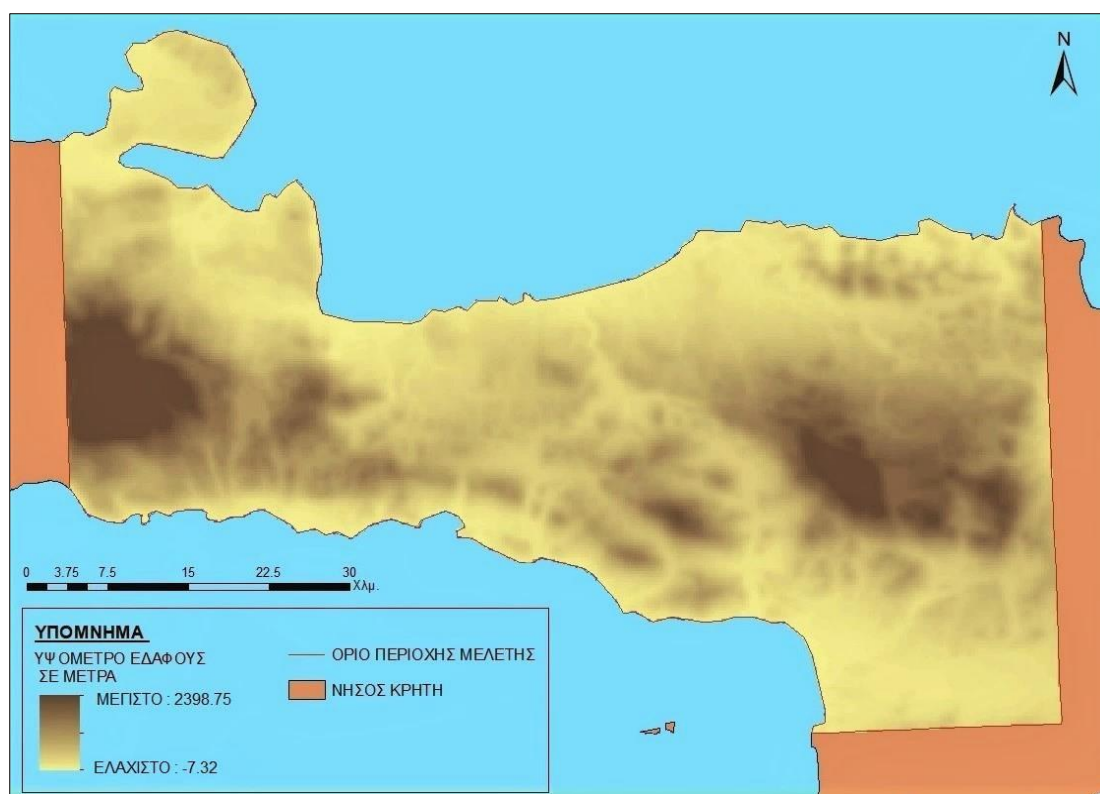 N
0 3.75 7.5 15 22.5 30
Χλμ.
ΥΠΟΜΝΗΜΑ
ΥΨΟΜΕΤΡΟ ΕΔΑΦΟΥΣ
ΣΕ ΜΕΤΡΑ
ΜΕΓΙΣΤΟ : 2398.75
ΕΛΑΧΙΣΤΟ : -7.32
ΟΡΙΟ ΠΕΡΙΟΧΗΣ ΜΕΛΕΤΗΣ
ΝΗΣΟΣ ΚΡΗΤΗ